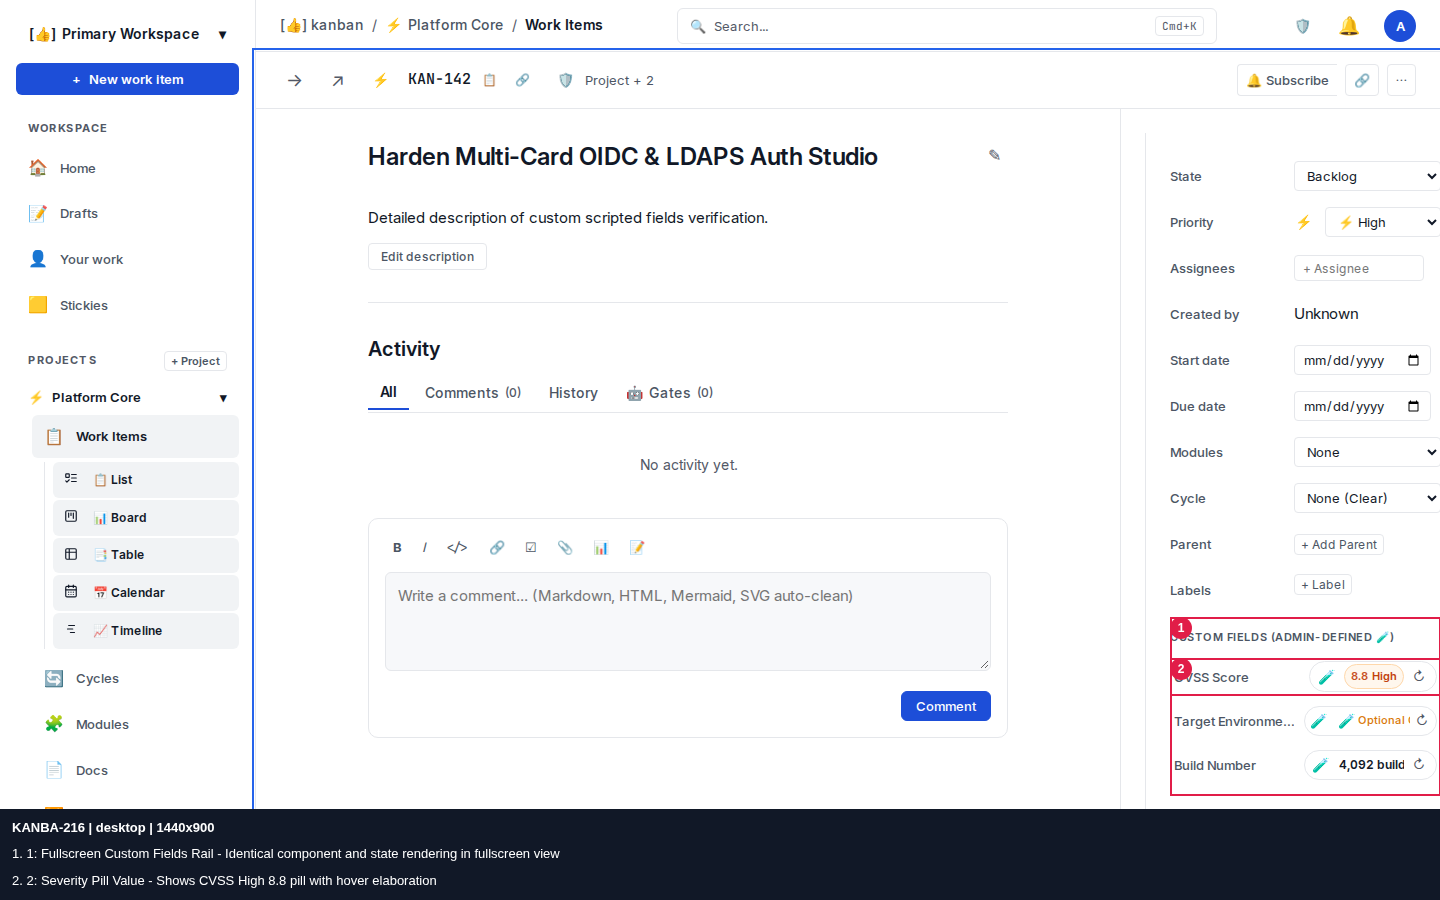 [👍] Primary Workspace ▾
+ New work item
WORKSPACE
Home
Drafts
Your work
Stickies
PROJECTS
+ Project
Platform Core ▾
Work Items
List
Board
Table
Calendar
Timeline
Cycles
Modules
Docs
[👍] kanban / ⚡ Platform Core / Work Items
Search...
Cmd+K
A
KAN-142
Project + 2
Subscribe
···
Harden Multi-Card OIDC & LDAPS Auth Studio
Detailed description of custom scripted fields verification.
Edit description
Activity
All
Comments (0)
History
Gates (0)
No activity yet.
B I </>
Write a comment... (Markdown, HTML, Mermaid, SVG auto-clean)
Comment
State
Backlog
Priority
High
Assignees
+ Assignee
Created by
Unknown
Start date
mm/dd/yyyy
Due date
mm/dd/yyyy
Modules
None
Cycle
None (Clear)
Parent
+ Add Parent
Labels
+ Label
1
CUSTOM FIELDS (ADMIN-DEFINED 🧪)
2
CVSS Score
8.8 High
Target Environme...
Optional
Build Number
4,092 build
KANBA-216 | desktop | 1440x900
1. 1: Fullscreen Custom Fields Rail - Identical component and state rendering in fullscreen view
2. 2: Severity Pill Value - Shows CVSS High 8.8 pill with hover elaboration